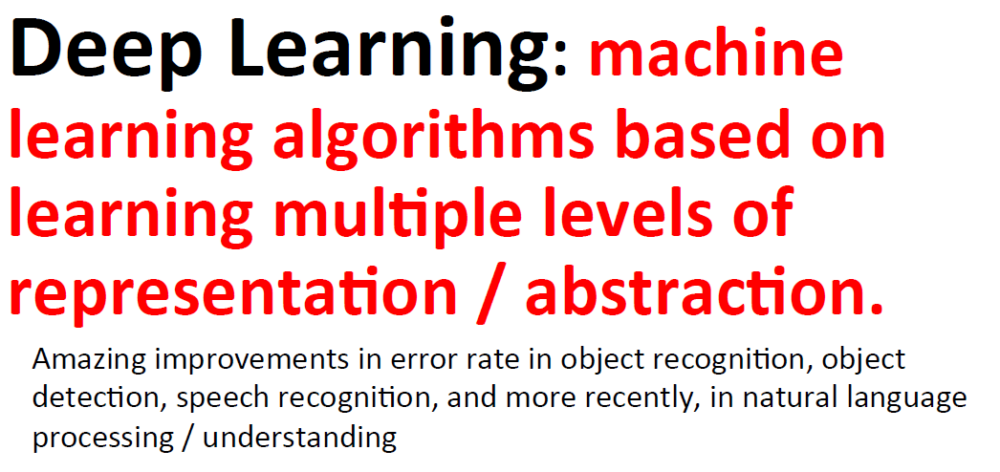 Deep Learning: machine
learning algorithms based on
learning multiple levels of
representation / abstraction.
Amazing improvements in error rate in object recognition, object
detection, speech recognition, and more recently, in natural language
processing / understanding